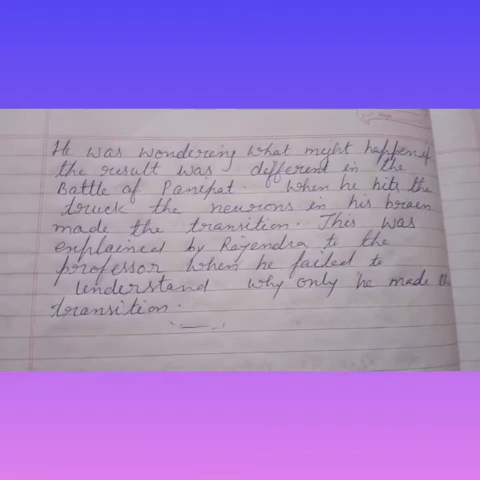 He was wondering what might happen if
the result was different in the
Battle of Panipat. When he hits the
truck the neurons in his brain
made the transition. This was
explained by Rajendra to the
professor when he failed to
understand why only he made the
transition.